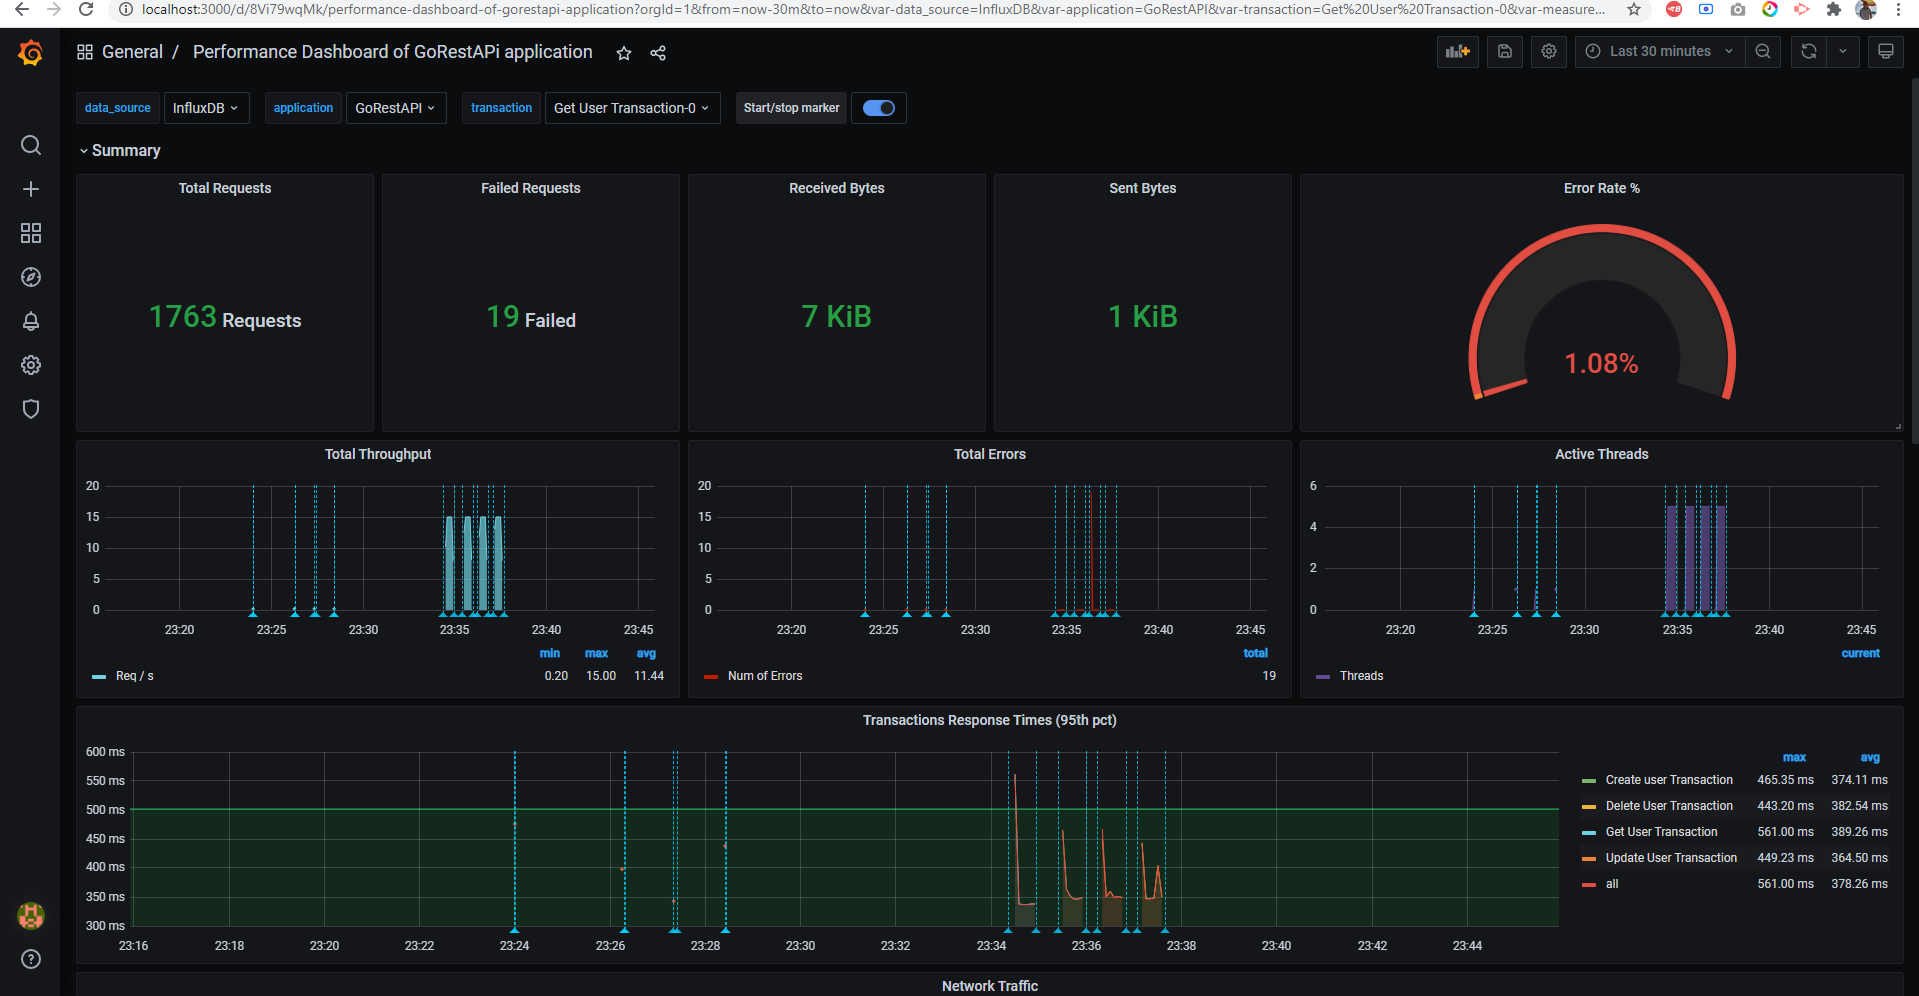 localhost:3000/d/8Vi79wqMk/performance-dashboard-of-gorestapi-application?orgId=1&from=now-30m&to=now&var-data_source=InfluxDB&var-application=GoRestAPI&var-transaction=Get%20User%20Transaction-0&var-measure...
General / Performance Dashboard of GoRestAPi application
Last 30 minutes
data_source InfluxDB application GoRestAPI transaction Get User Transaction-0 Start/stop marker
Summary
Total Requests
1763 Requests
Failed Requests
19 Failed
Received Bytes
7 KiB
Sent Bytes
1 KiB
Error Rate %
1.08%
Total Throughput
20
15
10
5
0
23:20 23:25 23:30 23:35 23:40 23:45
min max avg
Req / s 0.20 15.00 11.44
Total Errors
20
15
10
5
0
23:20 23:25 23:30 23:35 23:40 23:45
total
Num of Errors 19
Active Threads
6
4
2
0
23:20 23:25 23:30 23:35 23:40 23:45
current
Threads
Transactions Response Times (95th pct)
600 ms
550 ms
500 ms
450 ms
400 ms
350 ms
300 ms
23:16 23:18 23:20 23:22 23:24 23:26 23:28 23:30 23:32 23:34 23:36 23:38 23:40 23:42 23:44
max avg
Create user Transaction 465.35 ms 374.11 ms
Delete User Transaction 443.20 ms 382.54 ms
Get User Transaction 561.00 ms 389.26 ms
Update User Transaction 449.23 ms 364.50 ms
all 561.00 ms 378.26 ms
Network Traffic